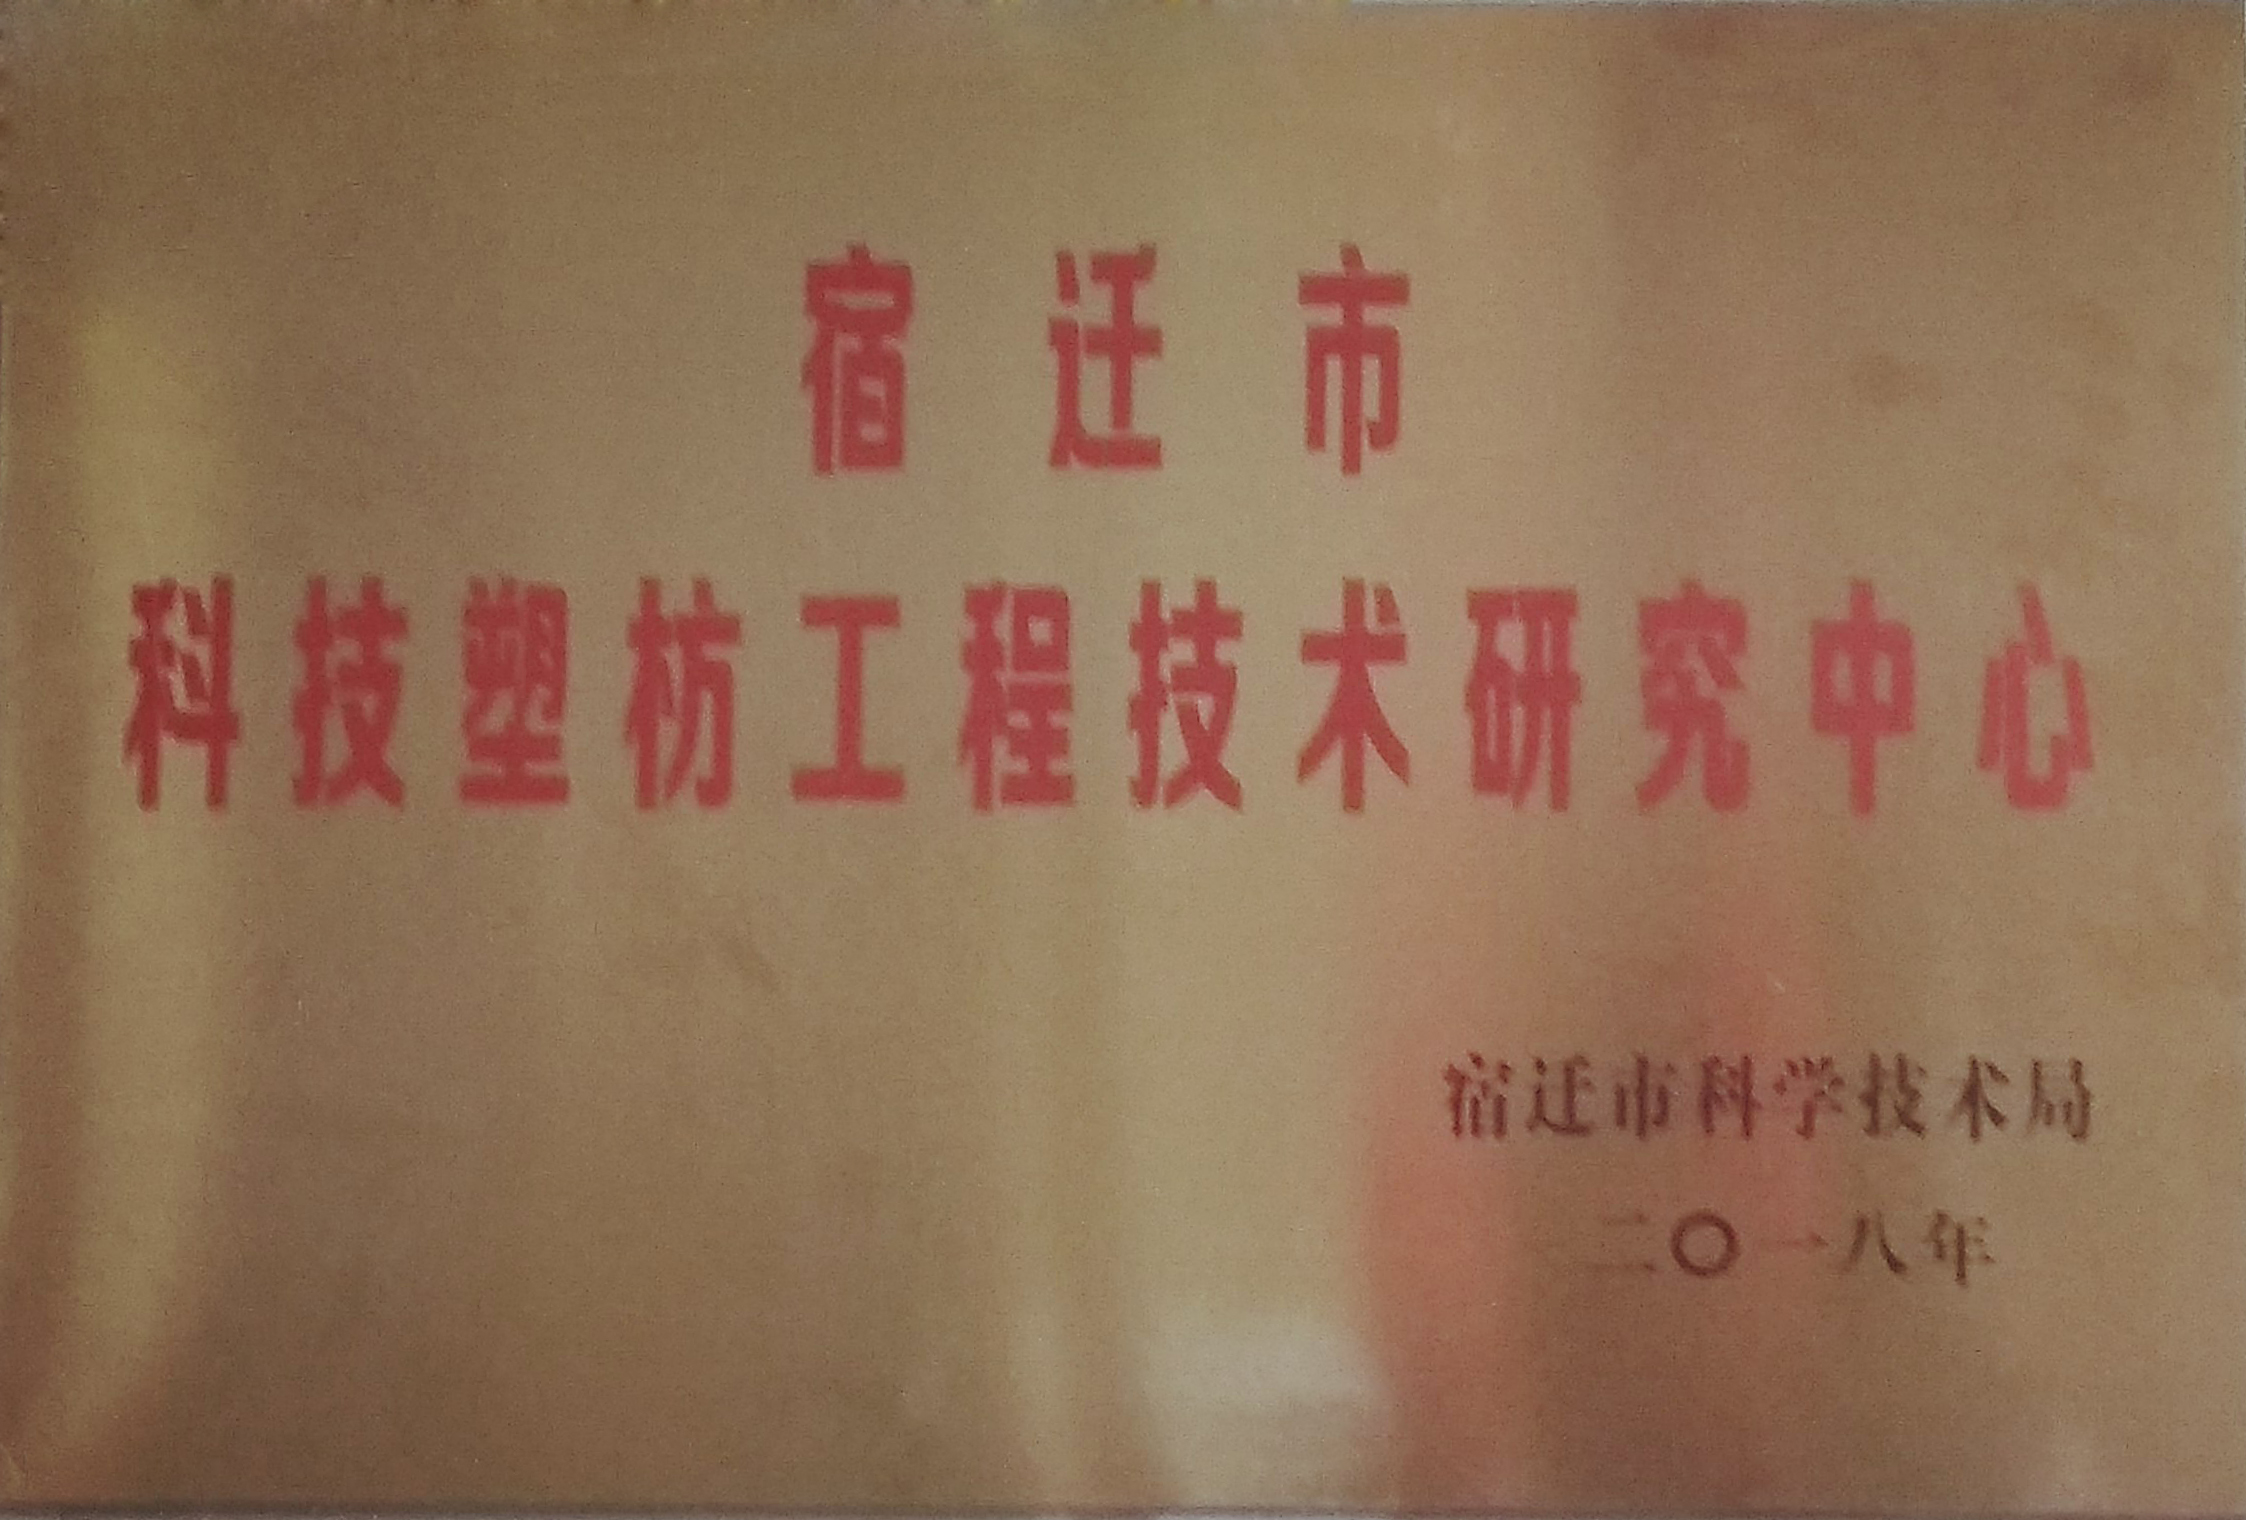 宿迁市
科技塑枋工程技术研究中心
宿迁市科学技术局
二〇一八年